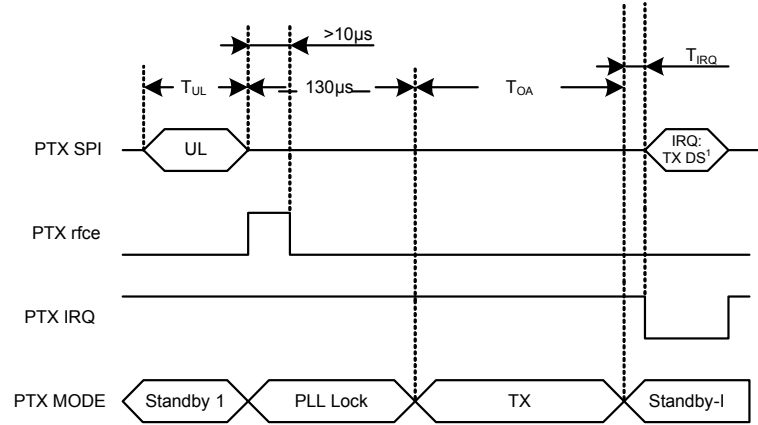 >10µs
TIRQ
TUL
130µs
TOA
PTX SPI
UL
IRQ:
TX DS¹
PTX rfce
PTX IRQ
PTX MODE
Standby 1
PLL Lock
TX
Standby-I